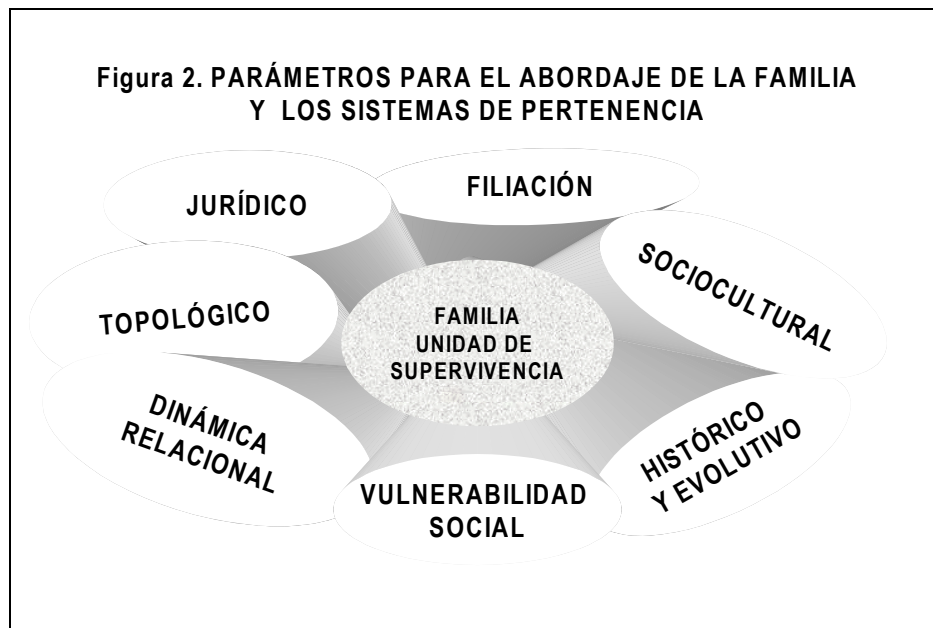 Figura 2. PARÁMETROS PARA EL ABORDAJE DE LA FAMILIA
Y LOS SISTEMAS DE PERTENENCIA
JURÍDICO
FILIACIÓN
SOCIOCULTURAL
TOPOLÓGICO
FAMILIA
UNIDAD DE
SUPERVIVENCIA
DINÁMICA
RELACIONAL
VULNERABILIDAD
SOCIAL
HISTÓRICO
Y EVOLUTIVO